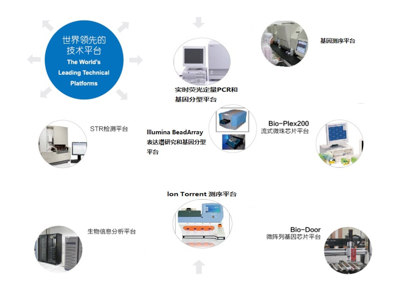 世界领先的
技术平台
The World's
Leading Technical
Platforms
基因测序平台
实时荧光定量PCR和
基因分型平台
STR检测平台
Illumina BeadArray
表达谱研究和基因分型
平台
Bio-Plex200
流式微珠芯片平台
Ion Torrent 测序平台
生物信息分析平台
Bio-Door
微阵列基因芯片平台